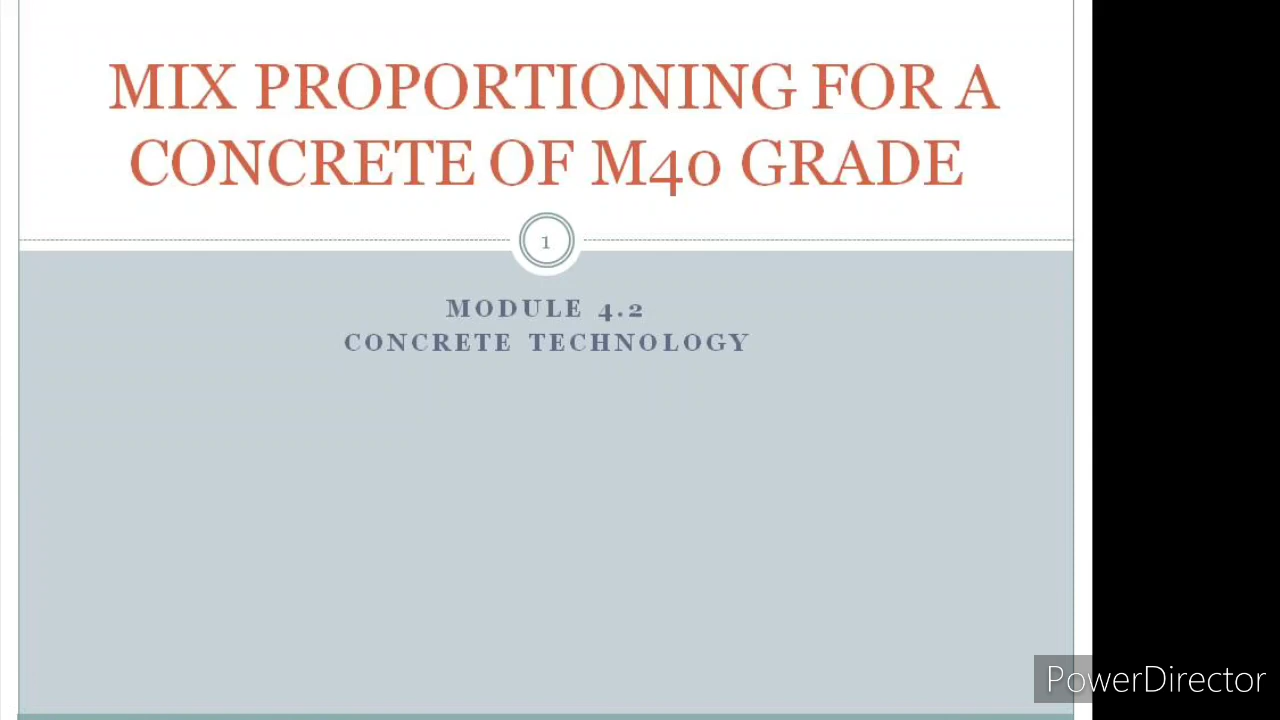 MIX PROPORTIONING FOR A
CONCRETE OF M40 GRADE
1
MODULE 4.2
CONCRETE TECHNOLOGY
PowerDirector